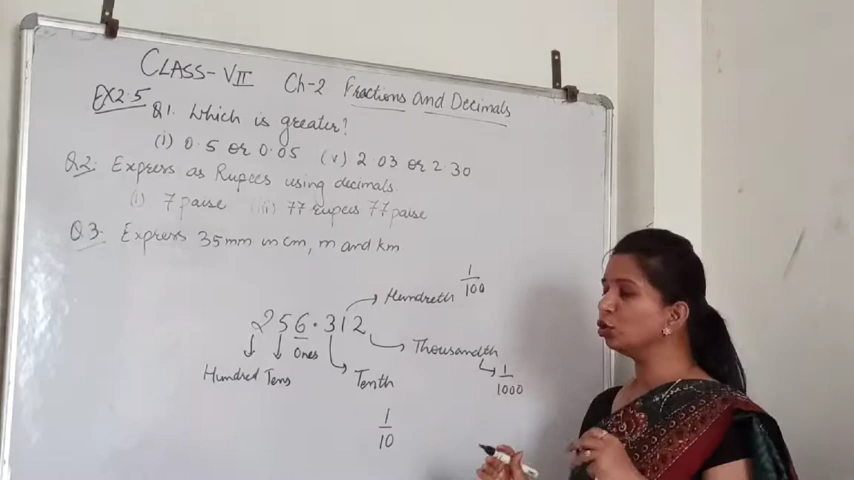 CLASS-VII Ch-2 Fractions and Decimals
EX2.5
Q1. Which is greater?
(i) 0.5 or 0.05 (v) 2.03 or 2.30
Q2. Express as Rupees using decimals.
(i) 7 paise (iii) 77 rupees 77 paise
Q3. Express 35mm in cm, m and km
256.312
Hundreth 1/100
Ones
Thousandth
1/1000
Hundred Tens
Tenth
1/10